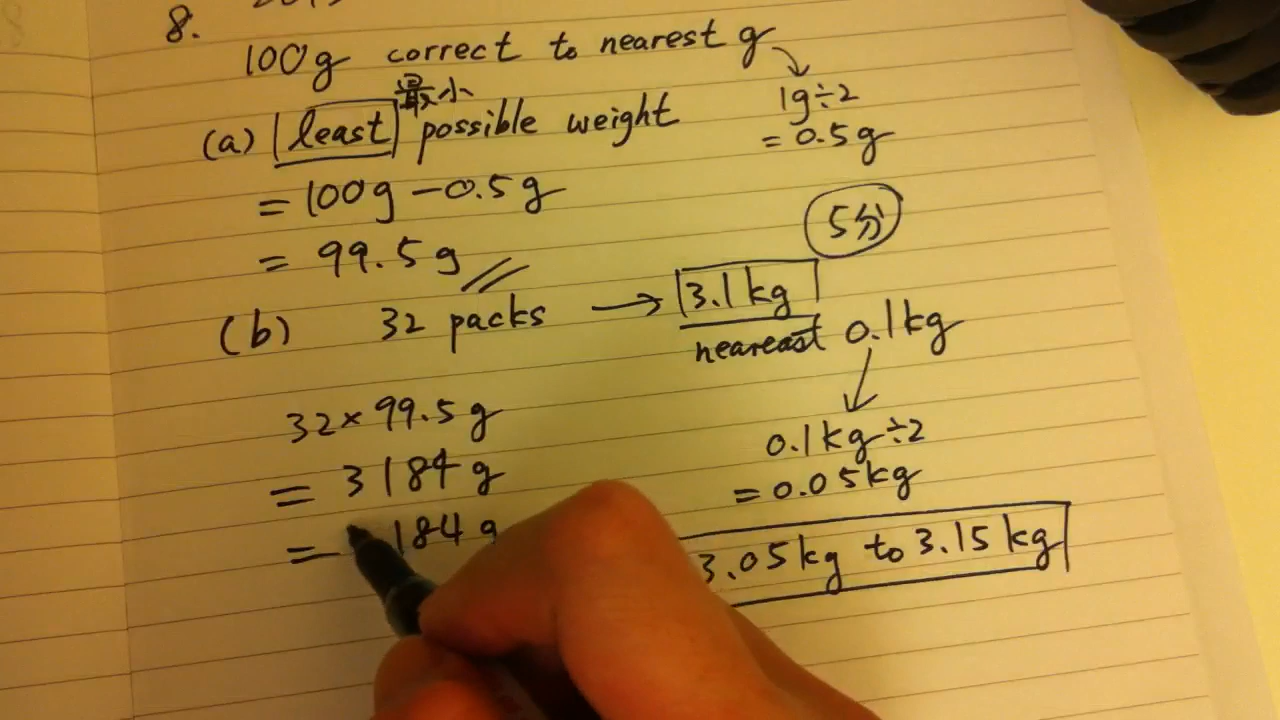 8.
100g correct to nearest g
1g÷2
= 0.5g
最小
(a) least possible weight
= 100g - 0.5g
= 99.5g
5分
(b) 32 packs → 3.1kg
neareast 0.1kg
32 × 99.5g
= 3184g
= 184g
0.1kg÷2
= 0.05kg
3.05kg to 3.15kg